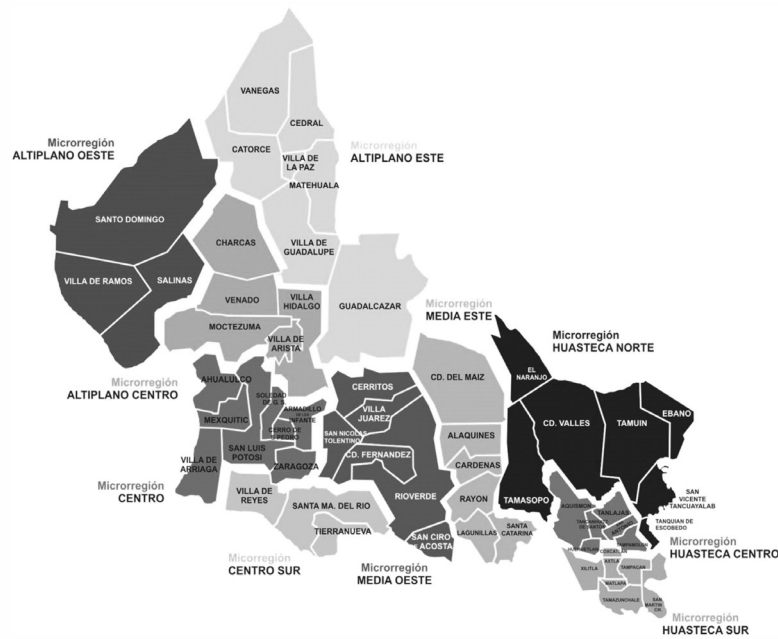 VANEGAS
CEDRAL
Microrregión
ALTIPLANO OESTE
CATORCE
VILLA DE
LA PAZ
Microrregión
ALTIPLANO ESTE
MATEHUALA
SANTO DOMINGO
CHARCAS
VILLA DE
GUADALUPE
VILLA DE RAMOS
SALINAS
VENADO
VILLA
HIDALGO
GUADALCAZAR
Microrregión
MEDIA ESTE
MOCTEZUMA
VILLA DE
ARISTA
Microrregión
HUASTECA NORTE
EL
NARANJO
Microrregión
ALTIPLANO CENTRO
AHUALULCO
CD. DEL MAIZ
CERRITOS
SOLEDAD
DE G. S.
ARMADILLO
INFANTE
VILLA
JUAREZ
EBANO
MEXQUITIC
CERRO DE
PEDRO
SAN NICOLAS
TOLENTINO
ALAQUINES
CD. VALLES
TAMUIN
SAN LUIS
POTOSI
CD. FERNANDEZ
CARDENAS
VILLA DE
ARRIAGA
ZARAGOZA
Microrregión
CENTRO
VILLA DE
REYES
SANTA MA. DEL RIO
RIOVERDE
RAYON
TAMASOPO
SAN
VICENTE
TANCUAYALAB
AQUISMON
TANLAJAS
TIERRANUEVA
SAN CIRO
ACOSTA
LAGUNILLAS
SANTA
CATARINA
TANQUIAN DE
ESCOBEDO
Microrregión
HUASTECA CENTRO
Microrregión
CENTRO SUR
Microrregión
MEDIA OESTE
COXCATLAN
AXTLA
XILITLA
TAMPACAN
MATLAPA
TAMAZUNCHALE
SAN
MARTIN
CH.
Microrregión
HUASTECA SUR